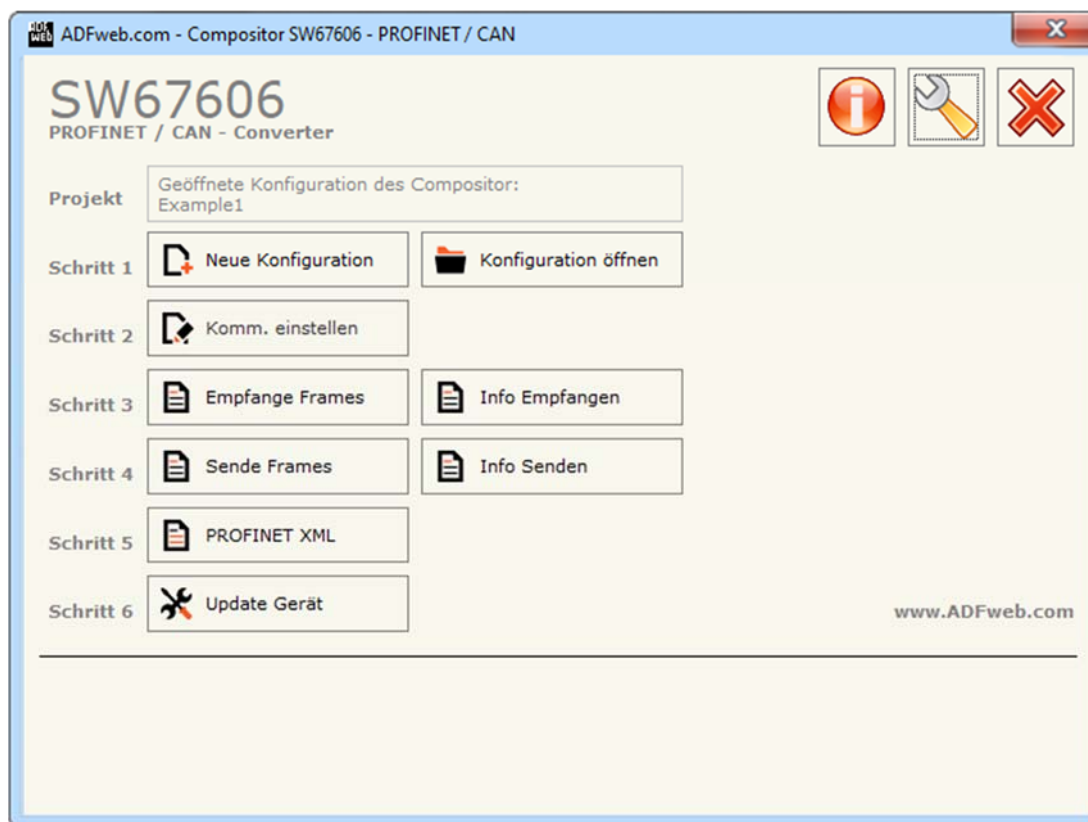 ADF
web
ADFweb.com - Compositor SW67606 - PROFINET / CAN
SW67606
PROFINET / CAN - Converter
Projekt
Geöffnete Konfiguration des Compositor:
Example1
Schritt 1
Neue Konfiguration
Konfiguration öffnen
Schritt 2
Komm. einstellen
Schritt 3
Empfange Frames
Info Empfangen
Schritt 4
Sende Frames
Info Senden
Schritt 5
PROFINET XML
Schritt 6
Update Gerät
www.ADFweb.com